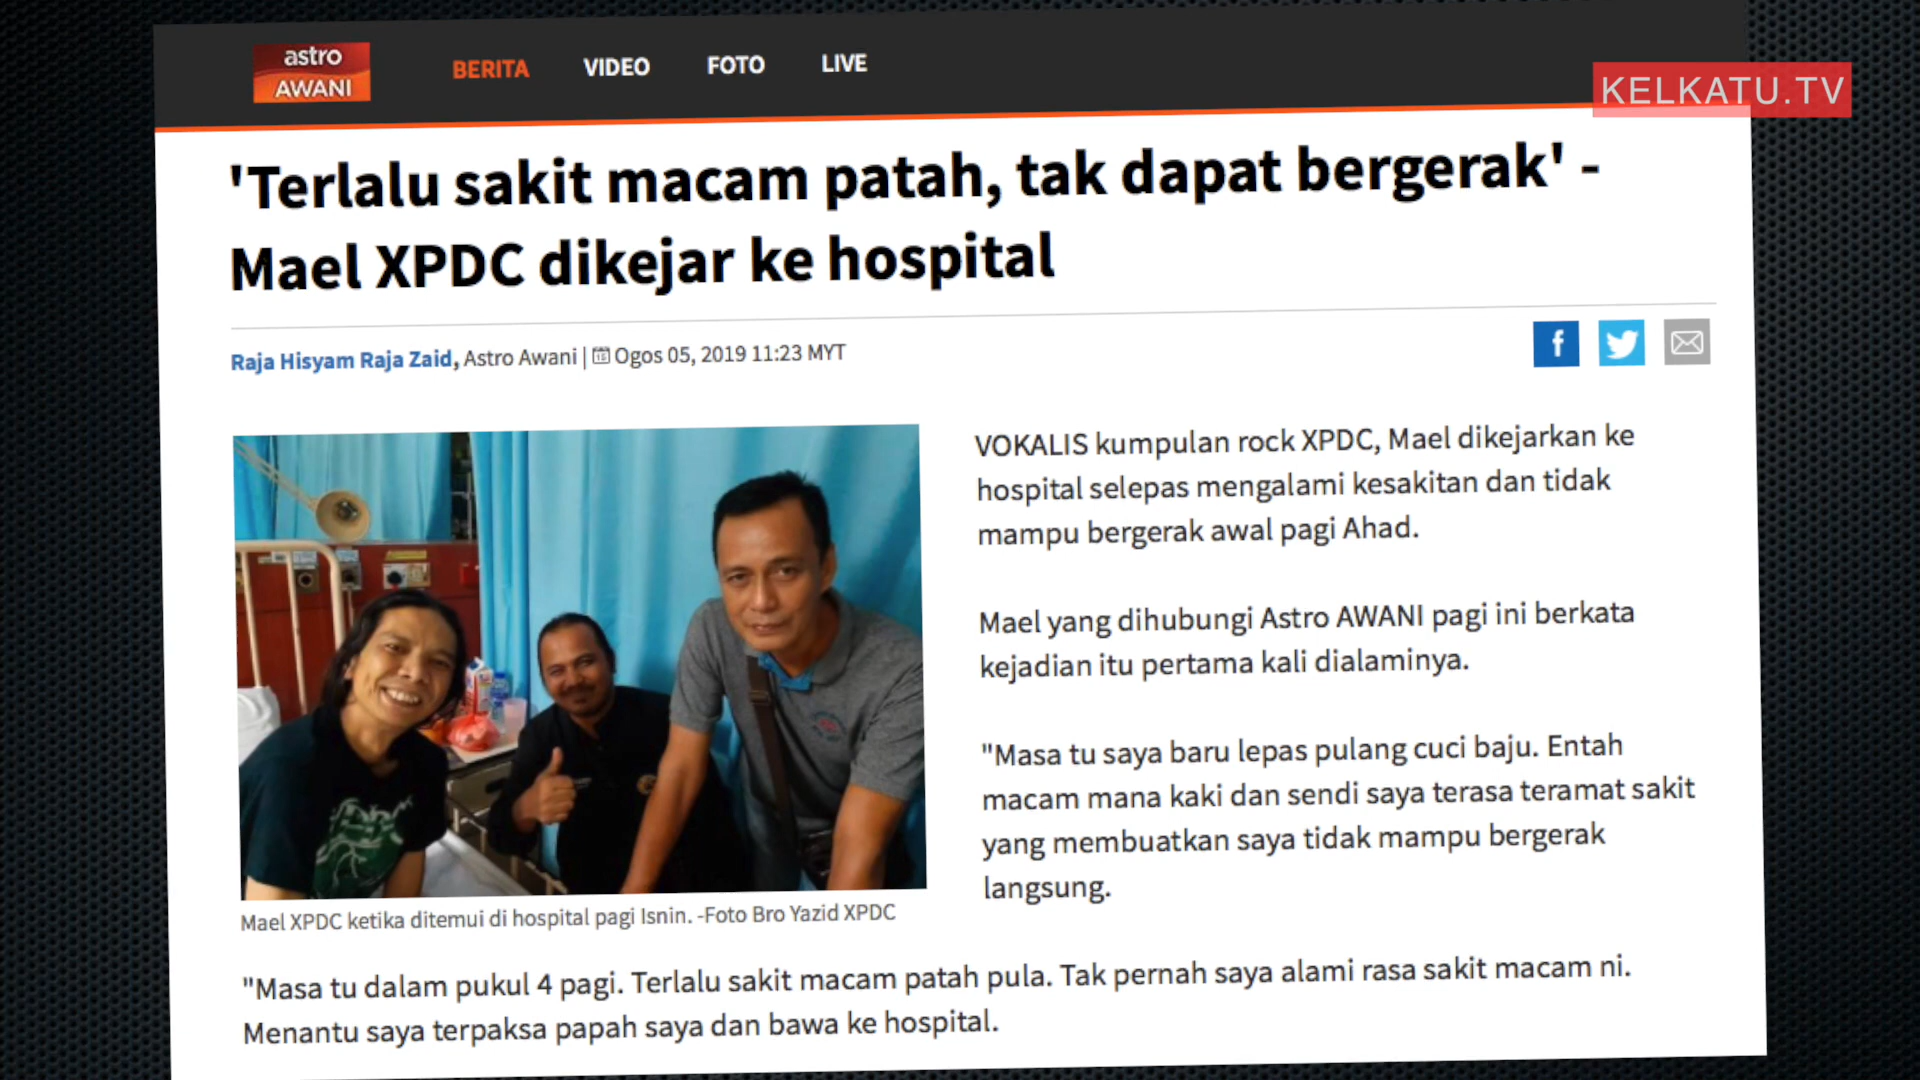 astro
AWANI
BERITA
VIDEO
FOTO
LIVE
KELKATU.TV
'Terlalu sakit macam patah, tak dapat bergerak' -
Mael XPDC dikejar ke hospital
Raja Hisyam Raja Zaid, Astro Awani | Ogos 05, 2019 11:23 MYT
VOKALIS kumpulan rock XPDC, Mael dikejarkan ke
hospital selepas mengalami kesakitan dan tidak
mampu bergerak awal pagi Ahad.
Mael yang dihubungi Astro AWANI pagi ini berkata
kejadian itu pertama kali dialaminya.
"Masa tu saya baru lepas pulang cuci baju. Entah
macam mana kaki dan sendi saya terasa teramat sakit
yang membuatkan saya tidak mampu bergerak
langsung.
Mael XPDC ketika ditemui di hospital pagi Isnin. -Foto Bro Yazid XPDC
"Masa tu dalam pukul 4 pagi. Terlalu sakit macam patah pula. Tak pernah saya alami rasa sakit macam ni.
Menantu saya terpaksa papah saya dan bawa ke hospital.